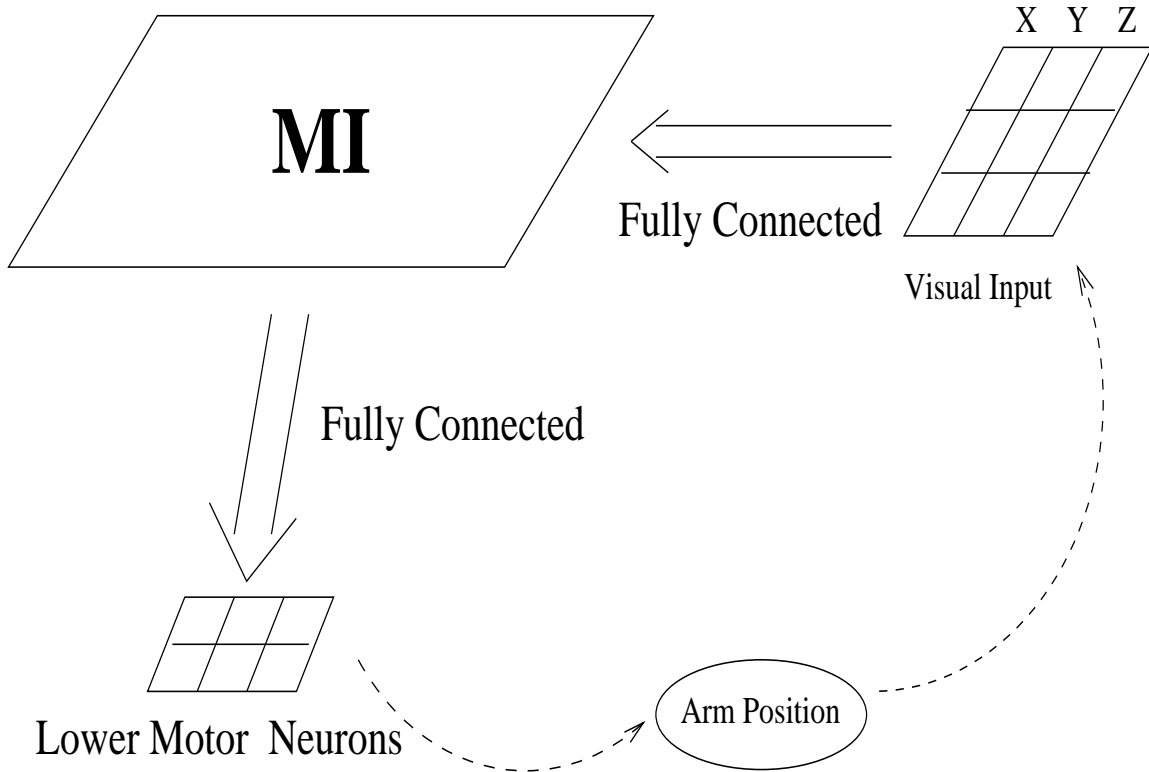 X Y Z
MI
Fully Connected
Visual Input
Fully Connected
Arm Position
Lower Motor Neurons